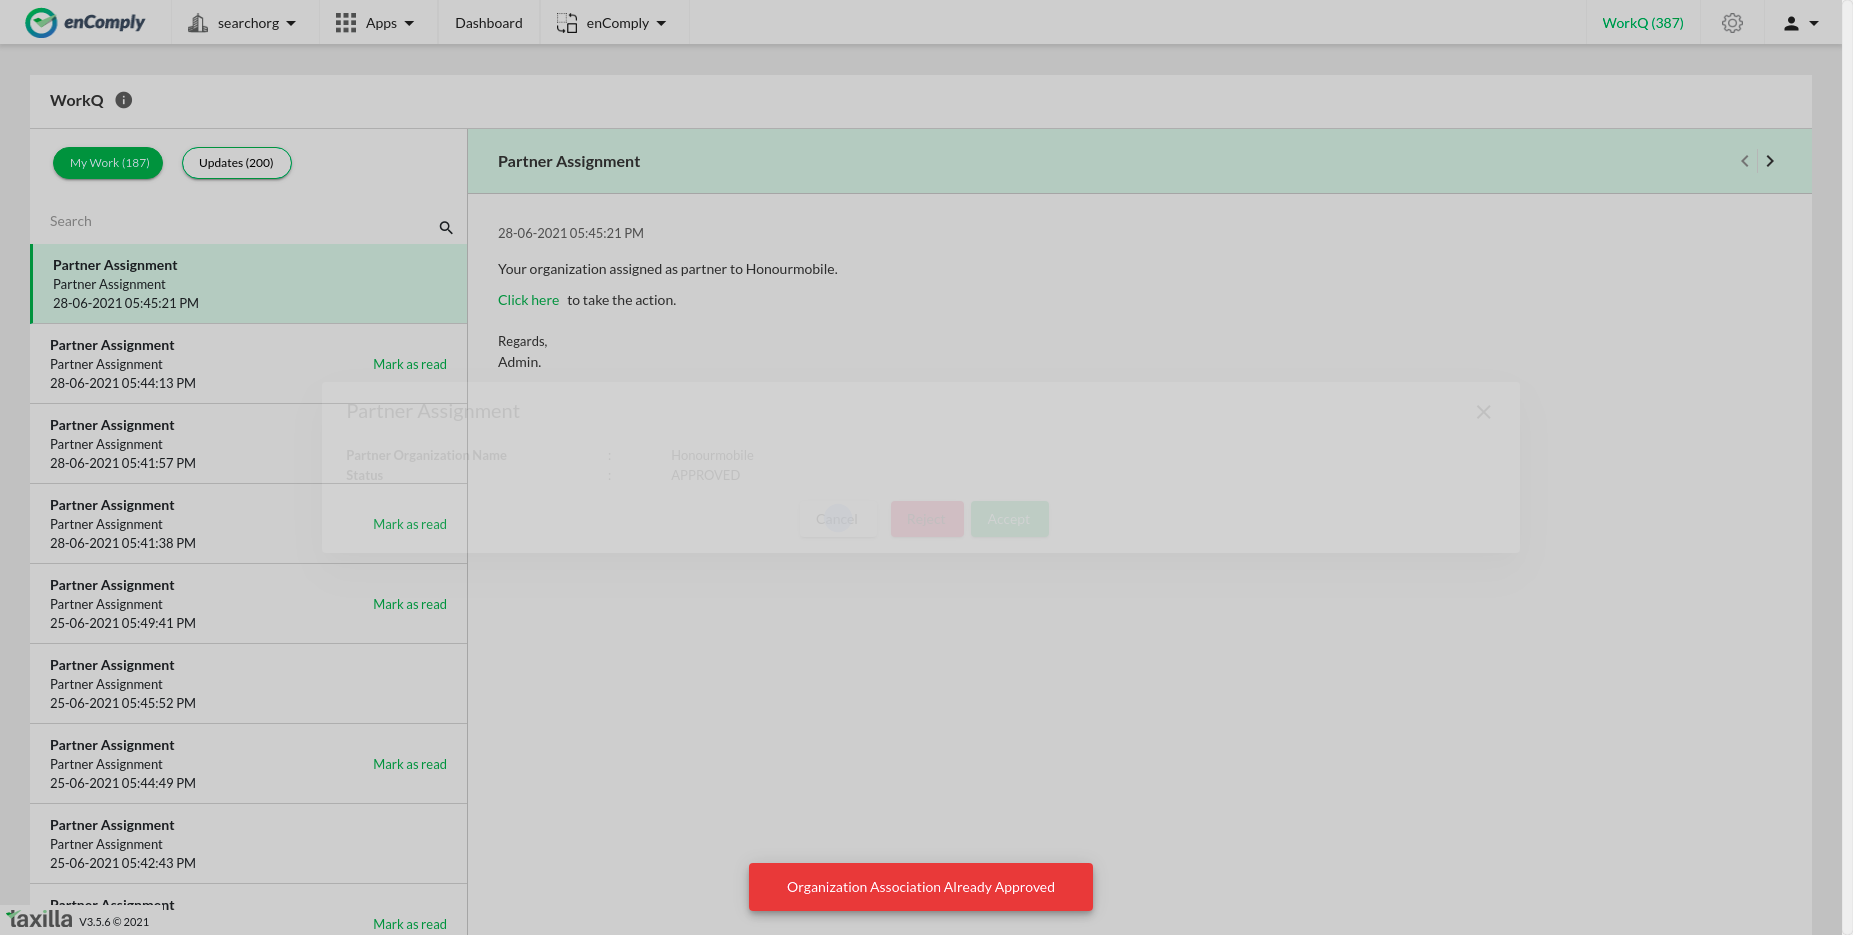 enComply
searchorg
Apps
Dashboard
enComply
WorkQ (387)
WorkQ
My Work (187)
Updates (200)
Search
Partner Assignment
Partner Assignment
28-06-2021 05:45:21 PM
Partner Assignment
Partner Assignment
Mark as read
28-06-2021 05:44:13 PM
Partner Assignment
Partner Assignment
28-06-2021 05:41:57 PM
Partner Assignment
Partner Assignment
Mark as read
28-06-2021 05:41:38 PM
Partner Assignment
Partner Assignment
Mark as read
25-06-2021 05:49:41 PM
Partner Assignment
Partner Assignment
25-06-2021 05:45:52 PM
Partner Assignment
Partner Assignment
Mark as read
25-06-2021 05:44:49 PM
Partner Assignment
Partner Assignment
25-06-2021 05:42:43 PM
Partner Assignment
Mark as read
Partner Assignment
28-06-2021 05:45:21 PM
Your organization assigned as partner to Honourmobile.
Click here to take the action.
Regards,
Admin.
Partner Assignment
Partner Organization Name : Honourmobile
Status : APPROVED
Cancel
Reject
Accept
Organization Association Already Approved
taxilla V3.5.6 © 2021